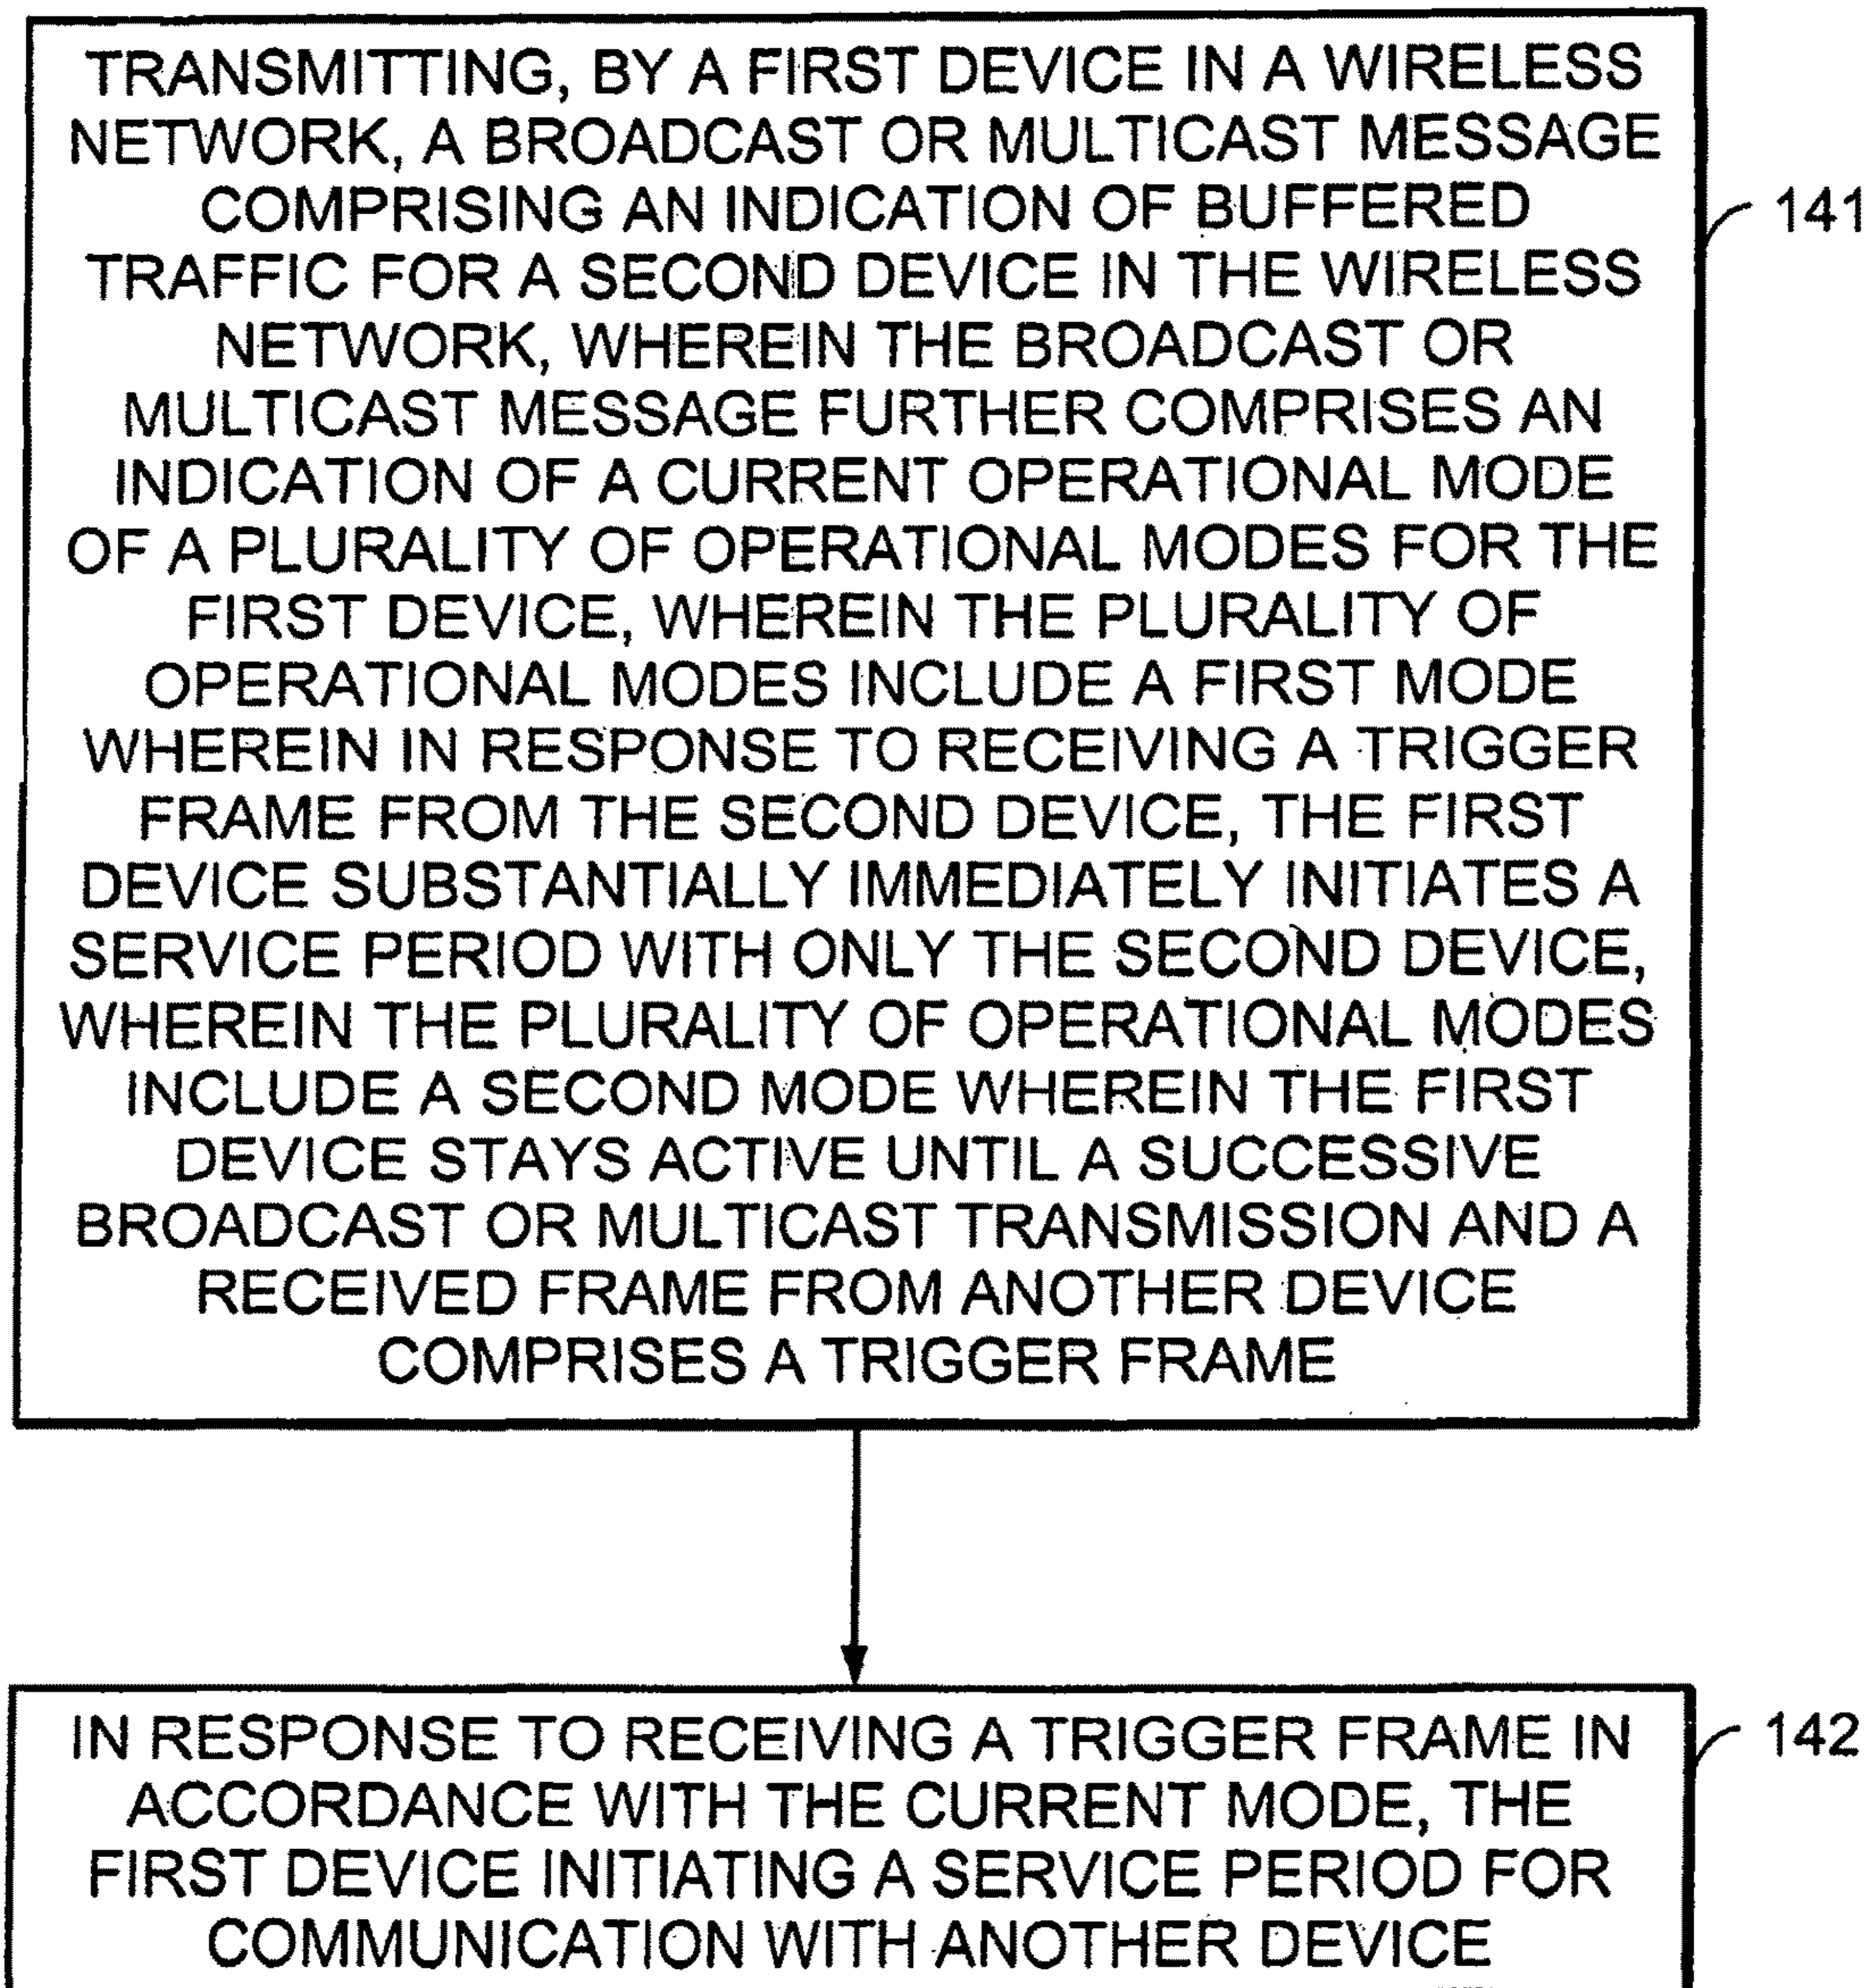 TRANSMITTING, BY A FIRST DEVICE IN A WIRELESS
NETWORK, A BROADCAST OR MULTICAST MESSAGE
COMPRISING AN INDICATION OF BUFFERED
TRAFFIC FOR A SECOND DEVICE IN THE WIRELESS
NETWORK, WHEREIN THE BROADCAST OR
MULTICAST MESSAGE FURTHER COMPRISES AN
INDICATION OF A CURRENT OPERATIONAL MODE
OF A PLURALITY OF OPERATIONAL MODES FOR THE
FIRST DEVICE, WHEREIN THE PLURALITY OF
OPERATIONAL MODES INCLUDE A FIRST MODE
WHEREIN IN RESPONSE TO RECEIVING A TRIGGER
FRAME FROM THE SECOND DEVICE, THE FIRST
DEVICE SUBSTANTIALLY IMMEDIATELY INITIATES A
SERVICE PERIOD WITH ONLY THE SECOND DEVICE,
WHEREIN THE PLURALITY OF OPERATIONAL MODES
INCLUDE A SECOND MODE WHEREIN THE FIRST
DEVICE STAYS ACTIVE UNTIL A SUCCESSIVE
BROADCAST OR MULTICAST TRANSMISSION AND A
RECEIVED FRAME FROM ANOTHER DEVICE
COMPRISES A TRIGGER FRAME
141
IN RESPONSE TO RECEIVING A TRIGGER FRAME IN
ACCORDANCE WITH THE CURRENT MODE, THE
FIRST DEVICE INITIATING A SERVICE PERIOD FOR
COMMUNICATION WITH ANOTHER DEVICE
142